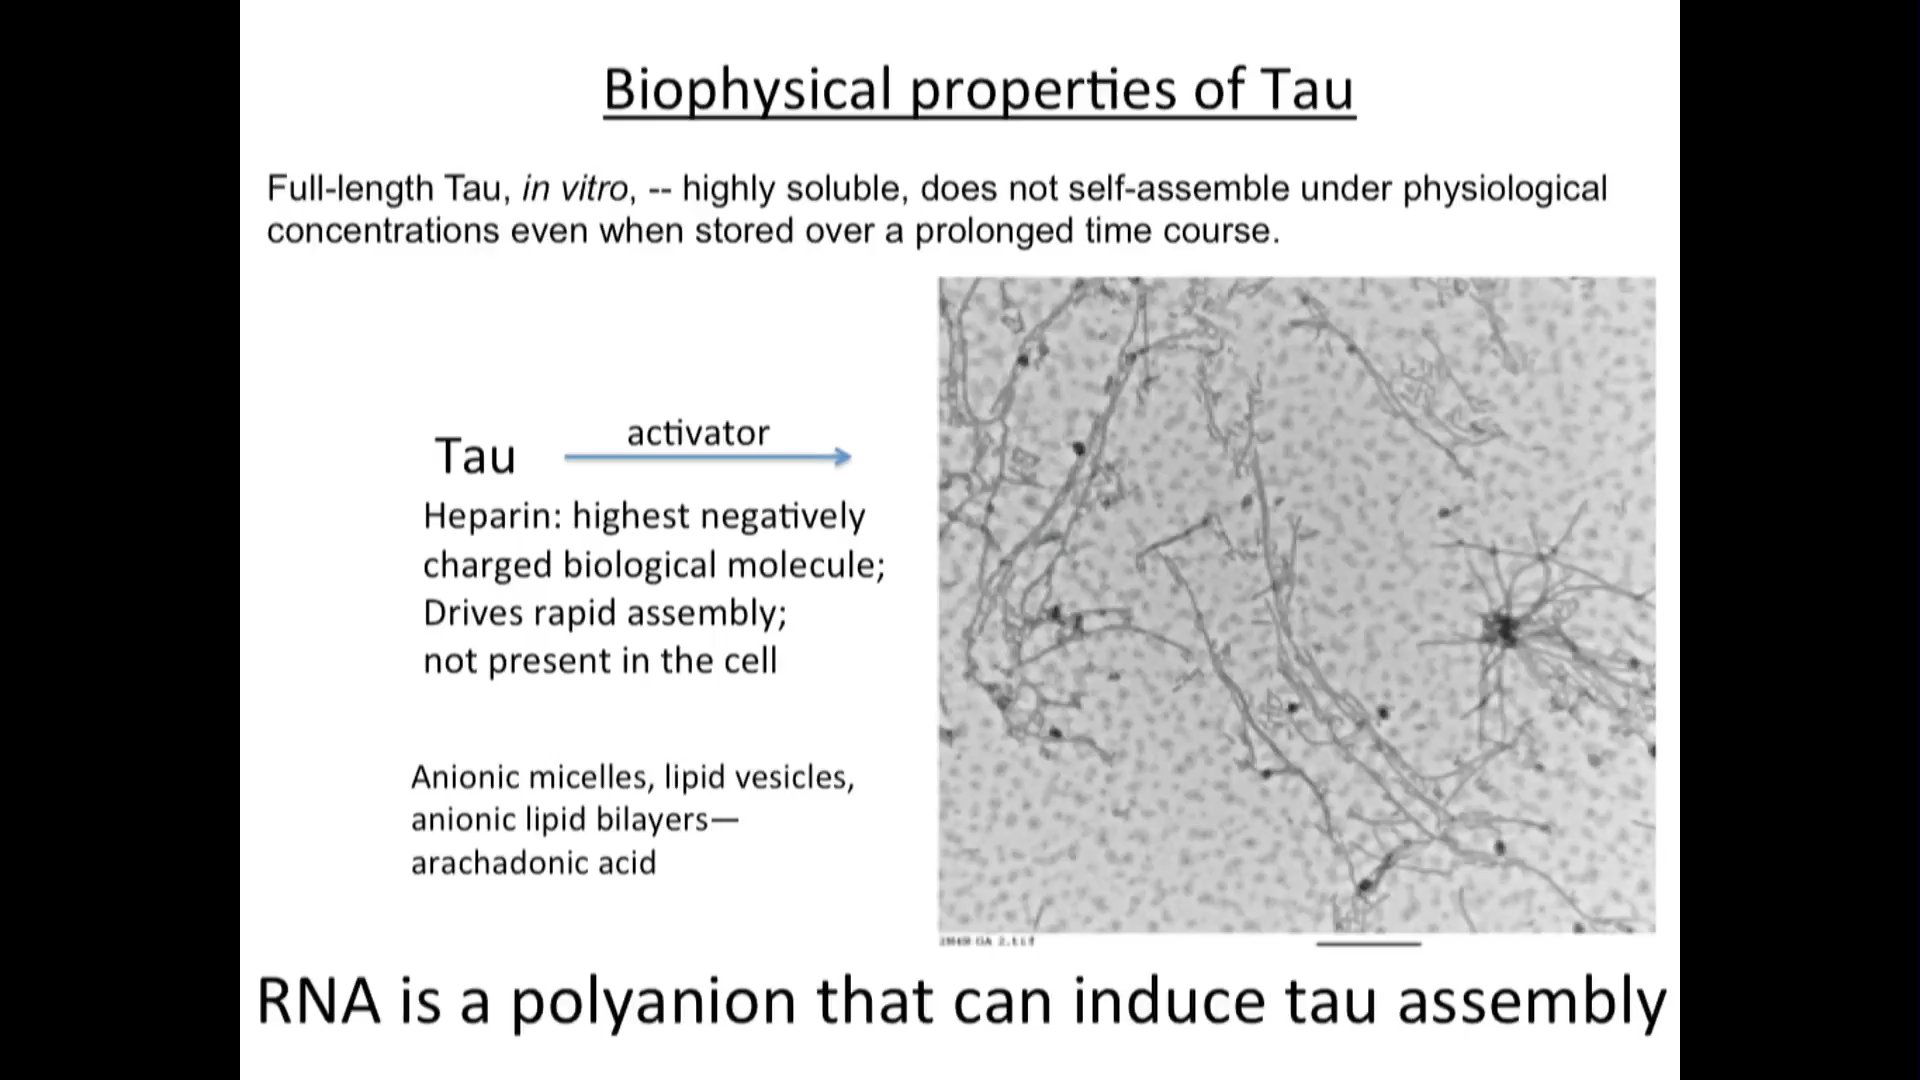 Biophysical properties of Tau
Full-length Tau, in vitro, -- highly soluble, does not self-assemble under physiological
concentrations even when stored over a prolonged time course.
activator
Tau
Heparin: highest negatively
charged biological molecule;
Drives rapid assembly;
not present in the cell
Anionic micelles, lipid vesicles,
anionic lipid bilayers—
arachadonic acid
RNA is a polyanion that can induce tau assembly